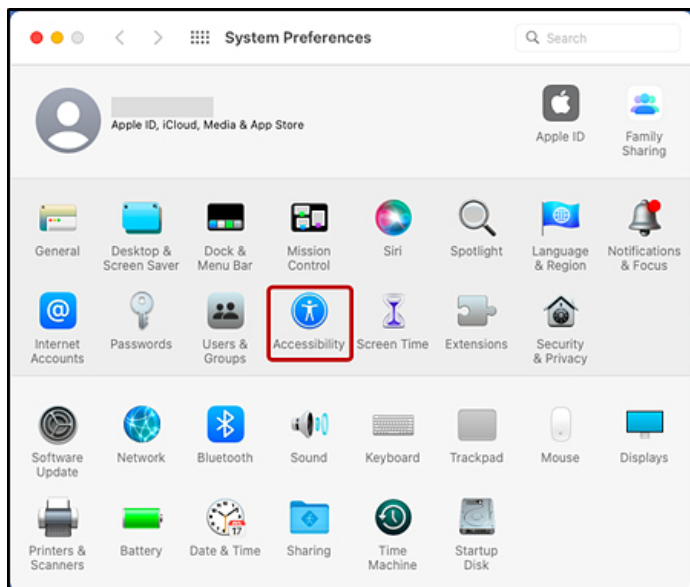 System Preferences
Search
Apple ID, iCloud, Media & App Store
Apple ID
Family
Sharing
General
Desktop &
Screen Saver
Dock &
Menu Bar
Mission
Control
Siri
Spotlight
Language
& Region
Notifications
& Focus
Internet
Accounts
Passwords
Users &
Groups
Accessibility
Screen Time
Extensions
Security
& Privacy
Software
Update
Network
Bluetooth
Sound
Keyboard
Trackpad
Mouse
Displays
Printers &
Scanners
Battery
Date & Time
Sharing
Time
Machine
Startup
Disk